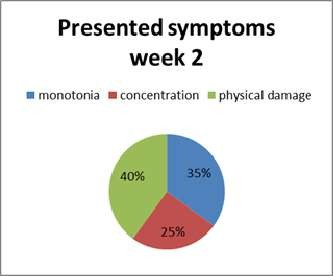 Presented symptoms
week 2
monotonia concentration physical damage
40% 35%
25%